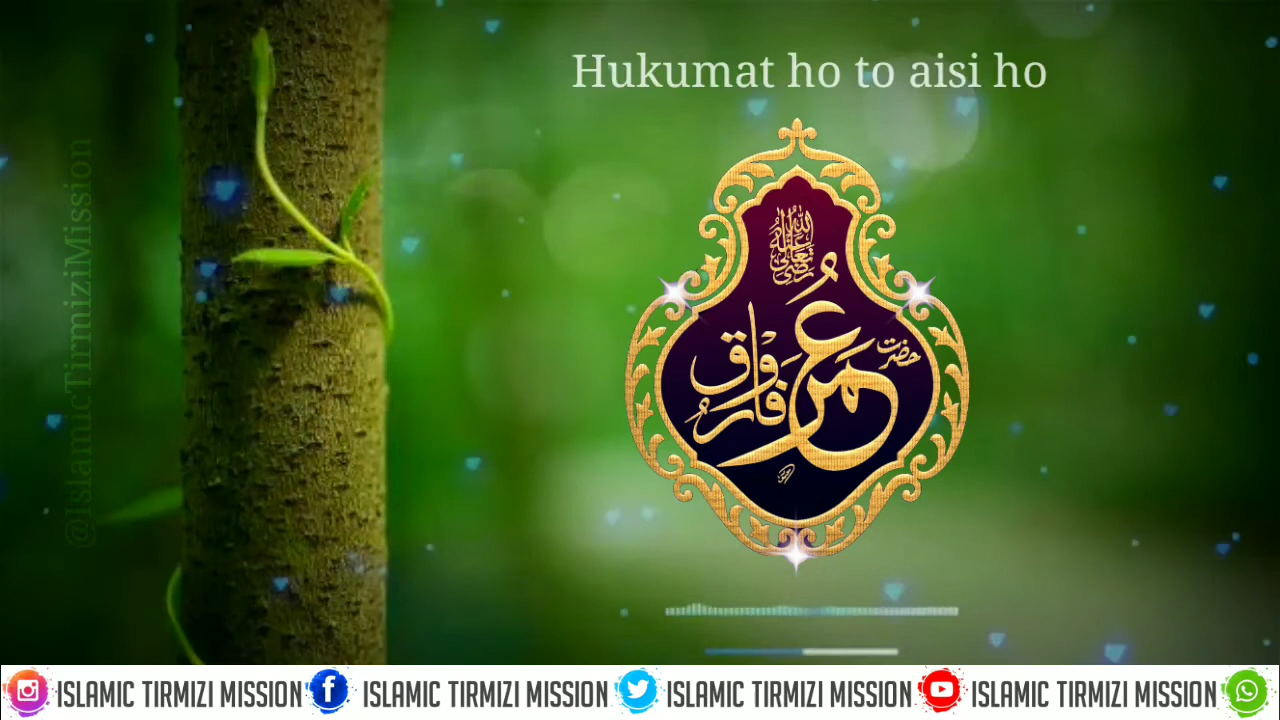 Hukumat ho to aisi ho
رضی اللہ تعالیٰ عنہ
حضرت
عمر فاروق
@IslamicTirmiziMission
ISLAMIC TIRMIZI MISSION ISLAMIC TIRMIZI MISSION ISLAMIC TIRMIZI MISSION ISLAMIC TIRMIZI MISSION